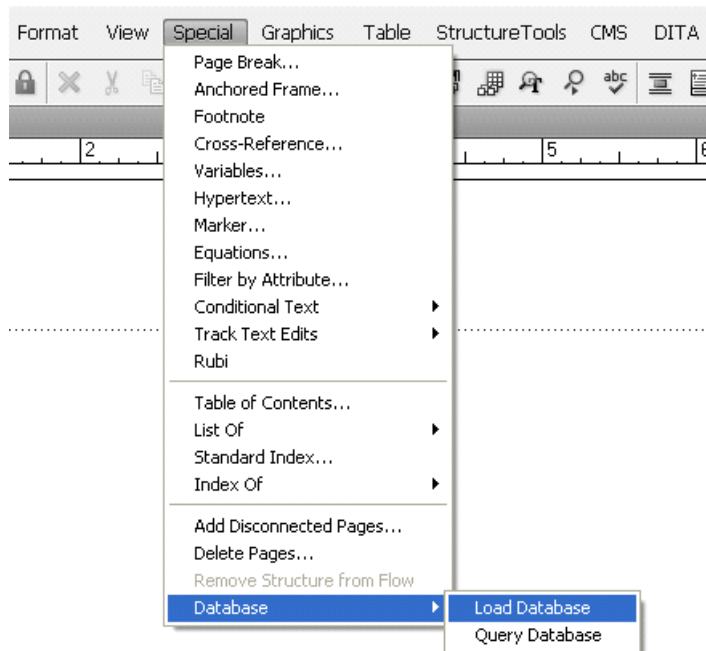 Format View Special Graphics Table StructureTools CMS DITA
Page Break...
Anchored Frame...
abc
Footnote
2 5 6
Cross-Reference...
Variables...
Hypertext...
Marker...
Equations...
Filter by Attribute...
Conditional Text
Track Text Edits
Rubi
Table of Contents...
List Of
Standard Index...
Index Of
Add Disconnected Pages...
Delete Pages...
Remove Structure from Flow
Database Load Database
Query Database